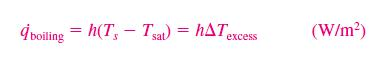 q̇boiling = h(Ts − Tsat) = hΔTexcess (W/m²)